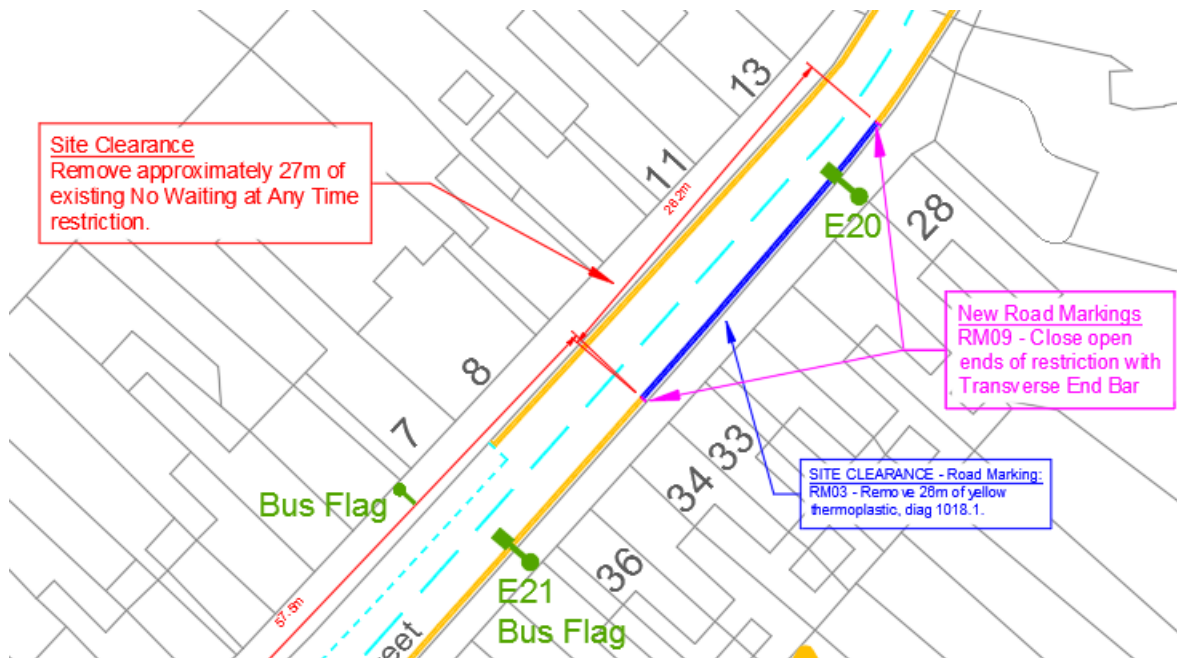 13
Site Clearance
Remove approximately 27m of
existing No Waiting at Any Time
restriction.
11
28.2m
E20
28
New Road Markings
RM09 - Close open
ends of restriction with
Transverse End Bar
8
7
33
34
SITE CLEARANCE - Road Marking:
RM03 - Remove 26m of yellow
thermoplastic, diag 1018.1.
Bus Flag
36
E21
Bus Flag
57.5m
eet